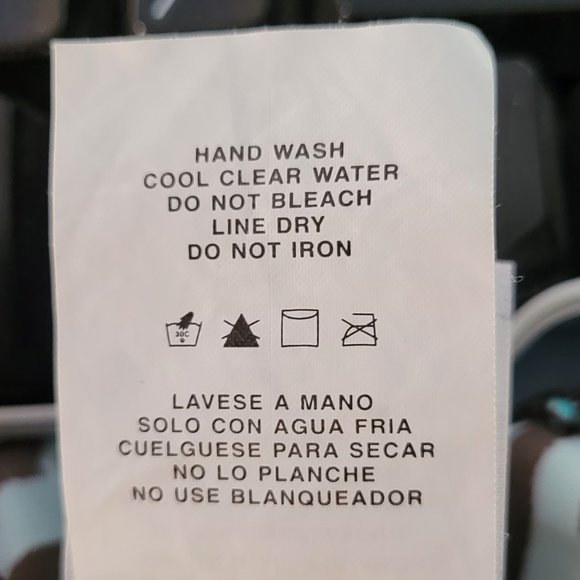 HAND WASH
COOL CLEAR WATER
DO NOT BLEACH
LINE DRY
DO NOT IRON
30C
LAVESE A MANO
SOLO CON AGUA FRIA
CUELGUESE PARA SECAR
NO LO PLANCHE
NO USE BLANQUEADOR